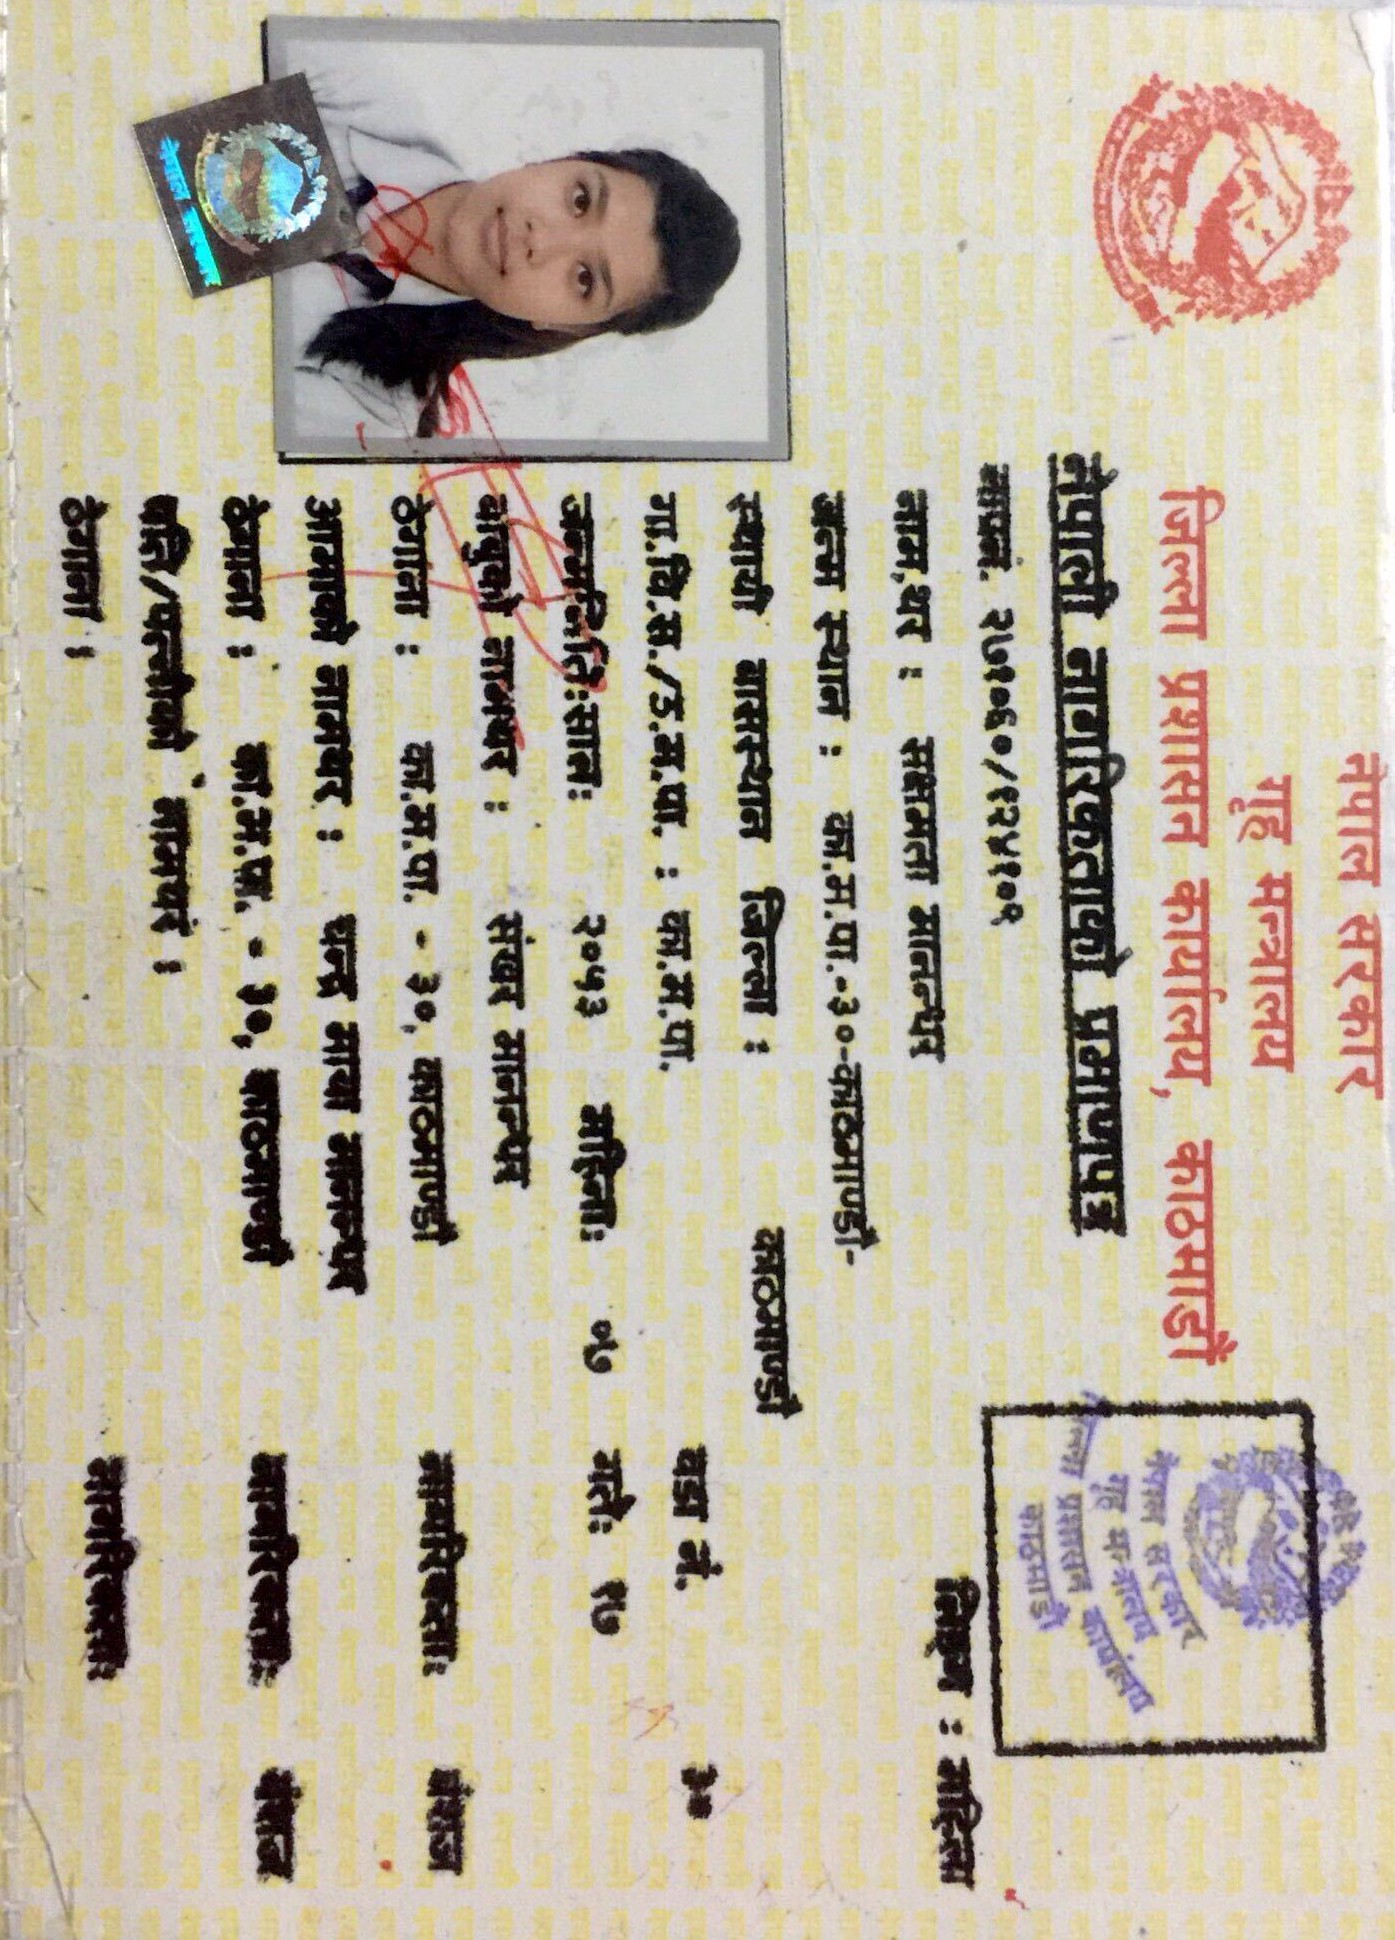 नेपाल सरकार
गृह मन्त्रालय
जिल्ला प्रशासन कार्यालय, काठमाडौं
नेपाल सरकार
गृह मन्त्रालय
जिल्ला प्रशासन कार्यालय
काठमाडौं
नेपाली नागरिकताको प्रमाणपत्र
नाप्रनं. २७१०६०/१२४१०९
लिङ्ग : महिला
नाम,थर : सक्षमता मानन्धर
जन्म स्थान : का.म.पा.-३०-काठमाण्डौ-
स्थायी बासस्थान जिल्ला : काठमाण्डौ
गा.वि.स./उ.म.पा. : का.म.पा. वडा नं. ३०
जन्ममिति:साल: २०५३ महिना: ०७ गते: १७
बाबुको नामथर : संखर मानन्धर
ठेगाना : का.म.पा. - ३०, काठमाण्डौ नागरिकता: वंशज
आमाको नामथर : चन्द्र माया मानन्धर
ठेगाना : का.म.पा. - ३०, काठमाण्डौ नागरिकता: वंशज
पति/पत्नीको नामथर :
ठेगाना : नागरिकता:
नेपाल सरकार